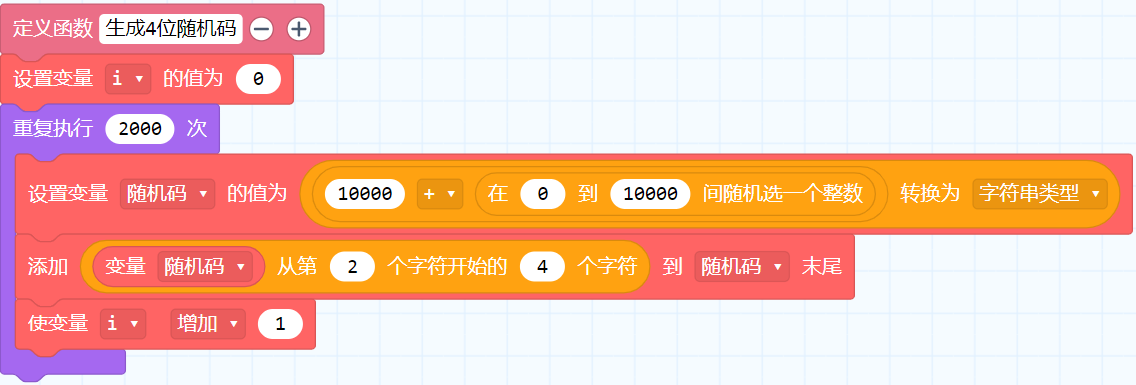 定义函数 生成4位随机码 − +
设置变量 i 的值为 0
重复执行 2000 次
设置变量 随机码 的值为 10000 + 在 0 到 10000 间随机选一个整数 转换为 字符串类型
添加 变量 随机码 从第 2 个字符开始的 4 个字符 到 随机码 末尾
使变量 i 增加 1